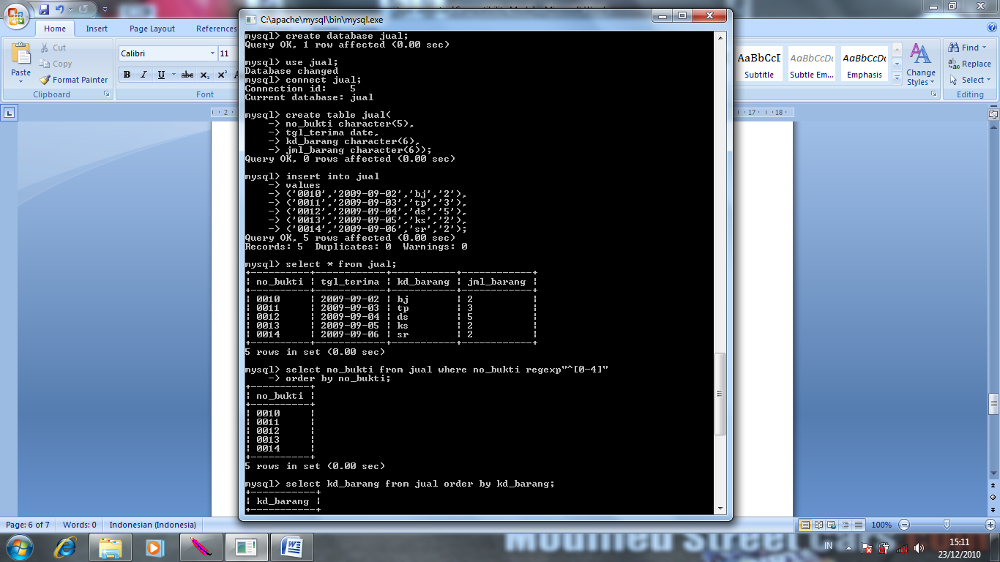 C:\apache\mysql\bin\mysql.exe
Home Insert Page Layout References
Cut
Copy
Format Painter
Paste
Clipboard
Calibri 11
B I U abc x₂ x²
Font
AaBbCcI AaBbCcDc AaBbCcDc
Subtitle Subtle Em... Emphasis
Change Styles
Find
Replace
Select
Editing
2 17 18
mysql> create database jual;
Query OK, 1 row affected (0.00 sec)
mysql> use jual;
Database changed
mysql> connect jual;
Connection id:    5
Current database: jual
mysql> create table jual(
    -> no_bukti character(5),
    -> tgl_terima date,
    -> kd_barang character(6),
    -> jml_barang character(6));
Query OK, 0 rows affected (0.00 sec)
mysql> insert into jual
    -> values
    -> ('0010','2009-09-02','bj','2'),
    -> ('0011','2009-09-03','tp','3'),
    -> ('0012','2009-09-04','ds','5'),
    -> ('0013','2009-09-05','ks','2'),
    -> ('0014','2009-09-06','sr','2');
Query OK, 5 rows affected (0.00 sec)
Records: 5  Duplicates: 0  Warnings: 0
mysql> select * from jual;
+----------+------------+-----------+------------+
| no_bukti | tgl_terima | kd_barang | jml_barang |
+----------+------------+-----------+------------+
| 0010     | 2009-09-02 | bj        | 2          |
| 0011     | 2009-09-03 | tp        | 3          |
| 0012     | 2009-09-04 | ds        | 5          |
| 0013     | 2009-09-05 | ks        | 2          |
| 0014     | 2009-09-06 | sr        | 2          |
+----------+------------+-----------+------------+
5 rows in set (0.00 sec)
mysql> select no_bukti from jual where no_bukti regexp"^[0-4]"
    -> order by no_bukti;
+----------+
| no_bukti |
+----------+
| 0010     |
| 0011     |
| 0012     |
| 0013     |
| 0014     |
+----------+
5 rows in set (0.00 sec)
mysql> select kd_barang from jual order by kd_barang;
+-----------+
| kd_barang |
+-----------+
Page: 6 of 7 Words: 0 Indonesian (Indonesia) 100%
IN 15:11
23/12/2010